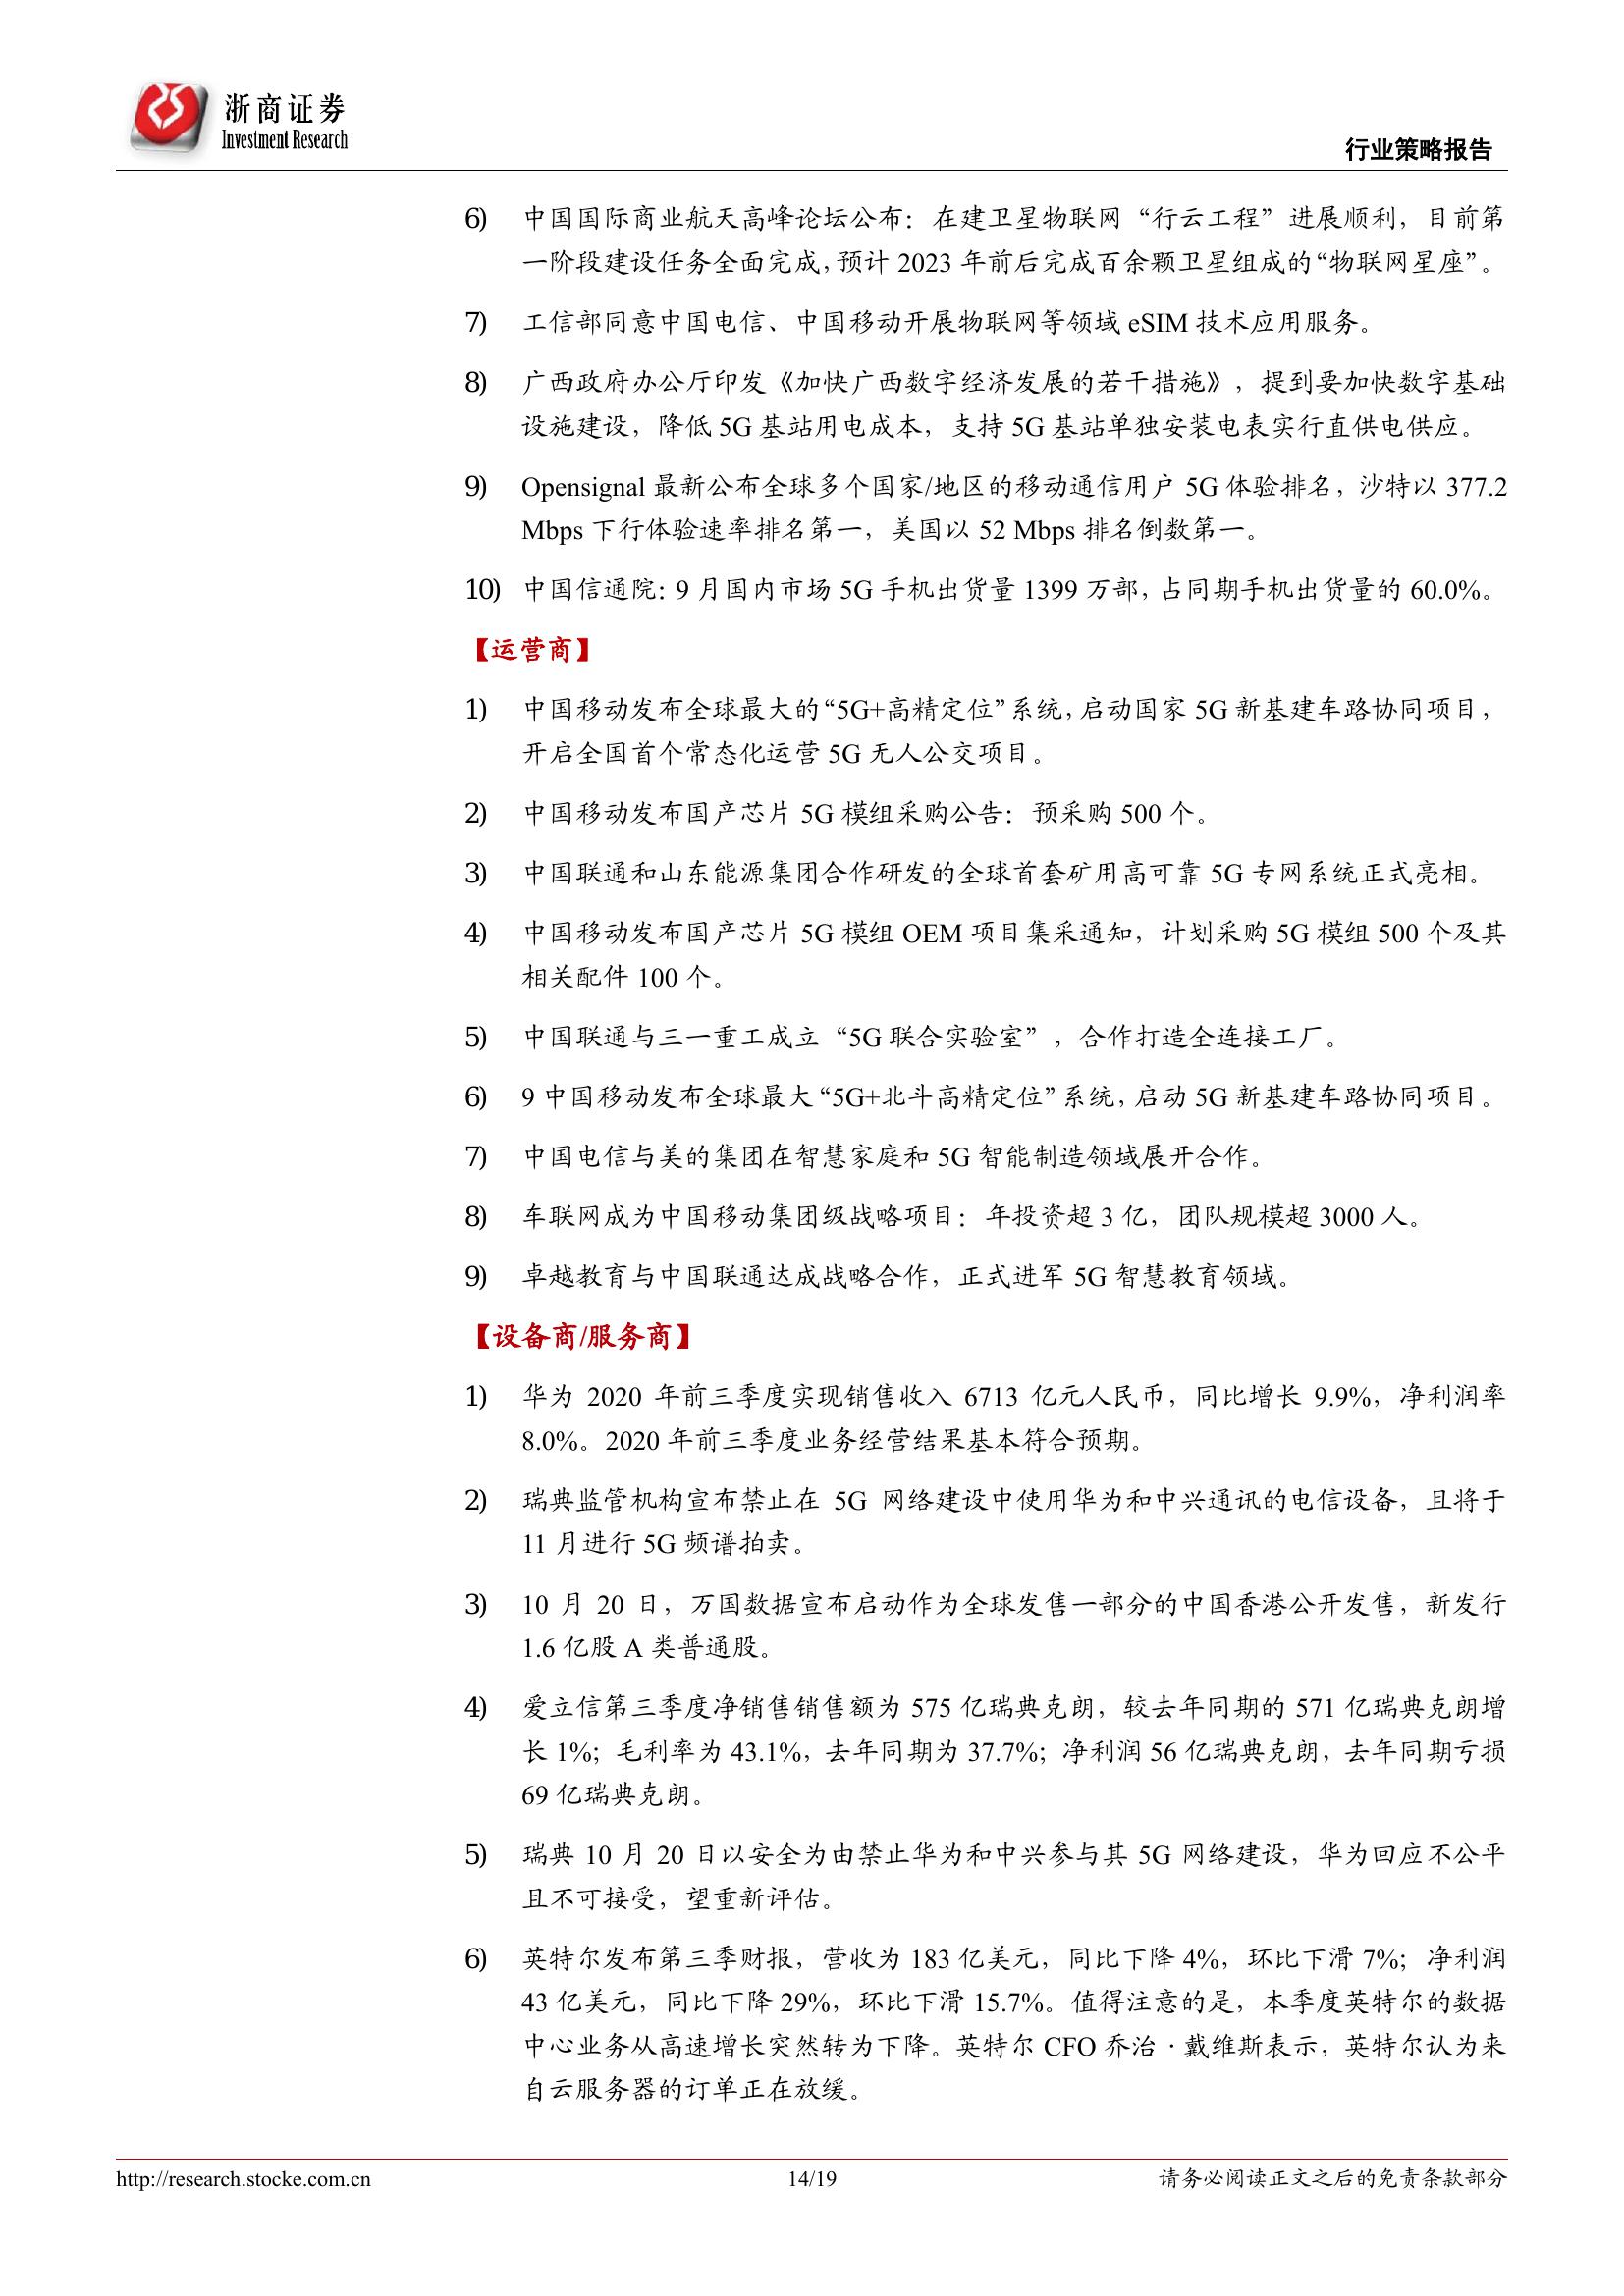 浙商证券
Investment Research
行业策略报告
6) 中国国际商业航天高峰论坛公布：在建卫星物联网“行云工程”进展顺利，目前第
一阶段建设任务全面完成，预计 2023 年前后完成百余颗卫星组成的“物联网星座”。
7) 工信部同意中国电信、中国移动开展物联网等领域 eSIM 技术应用服务。
8) 广西政府办公厅印发《加快广西数字经济发展的若干措施》，提到要加快数字基础
设施建设，降低 5G 基站用电成本，支持 5G 基站单独安装电表实行直供电供应。
9) Opensignal 最新公布全球多个国家/地区的移动通信用户 5G 体验排名，沙特以 377.2
Mbps 下行体验速率排名第一，美国以 52 Mbps 排名倒数第一。
10) 中国信通院：9 月国内市场 5G 手机出货量 1399 万部，占同期手机出货量的 60.0%。
【运营商】
1) 中国移动发布全球最大的“5G+高精定位”系统，启动国家 5G 新基建车路协同项目，
开启全国首个常态化运营 5G 无人公交项目。
2) 中国移动发布国产芯片 5G 模组采购公告：预采购 500 个。
3) 中国联通和山东能源集团合作研发的全球首套矿用高可靠 5G 专网系统正式亮相。
4) 中国移动发布国产芯片 5G 模组 OEM 项目集采通知，计划采购 5G 模组 500 个及其
相关配件 100 个。
5) 中国联通与三一重工成立“5G 联合实验室”，合作打造全连接工厂。
6) 9 中国移动发布全球最大“5G+北斗高精定位”系统，启动 5G 新基建车路协同项目。
7) 中国电信与美的集团在智慧家庭和 5G 智能制造领域展开合作。
8) 车联网成为中国移动集团级战略项目：年投资超 3 亿，团队规模超 3000 人。
9) 卓越教育与中国联通达成战略合作，正式进军 5G 智慧教育领域。
【设备商/服务商】
1) 华为 2020 年前三季度实现销售收入 6713 亿元人民币，同比增长 9.9%，净利润率
8.0%。2020 年前三季度业务经营结果基本符合预期。
2) 瑞典监管机构宣布禁止在 5G 网络建设中使用华为和中兴通讯的电信设备，且将于
11 月进行 5G 频谱拍卖。
3) 10 月 20 日，万国数据宣布启动作为全球发售一部分的中国香港公开发售，新发行
1.6 亿股 A 类普通股。
4) 爱立信第三季度净销售销售额为 575 亿瑞典克朗，较去年同期的 571 亿瑞典克朗增
长 1%；毛利率为 43.1%，去年同期为 37.7%；净利润 56 亿瑞典克朗，去年同期亏损
69 亿瑞典克朗。
5) 瑞典 10 月 20 日以安全为由禁止华为和中兴参与其 5G 网络建设，华为回应不公平
且不可接受，望重新评估。
6) 英特尔发布第三季财报，营收为 183 亿美元，同比下降 4%，环比下滑 7%；净利润
43 亿美元，同比下降 29%，环比下滑 15.7%。值得注意的是，本季度英特尔的数据
中心业务从高速增长突然转为下降。英特尔 CFO 乔治·戴维斯表示，英特尔认为来
自云服务器的订单正在放缓。
http://research.stocke.com.cn
14/19
请务必阅读正文之后的免责条款部分